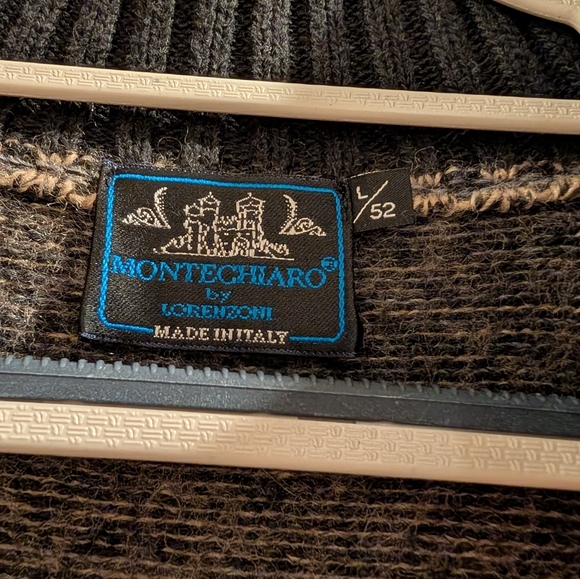 MONTECHIARO®
by
LORENZONI
MADE IN ITALY
L/52